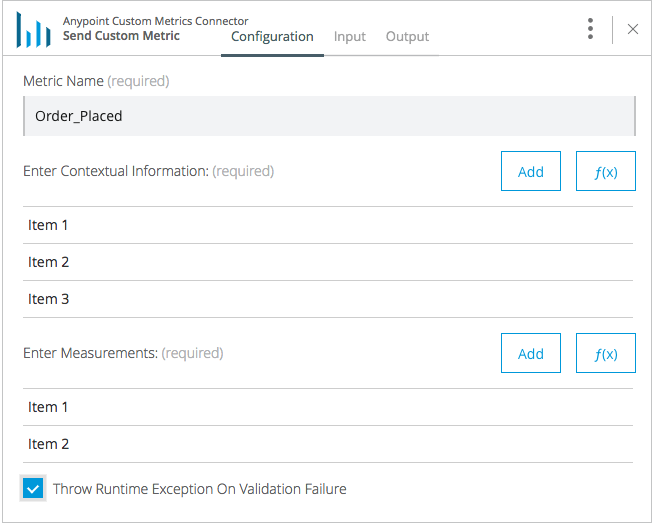 Anypoint Custom Metrics Connector
Send Custom Metric
Configuration Input Output
Metric Name (required)
Order_Placed
Enter Contextual Information: (required) Add ƒ(x)
Item 1
Item 2
Item 3
Enter Measurements: (required) Add ƒ(x)
Item 1
Item 2
Throw Runtime Exception On Validation Failure